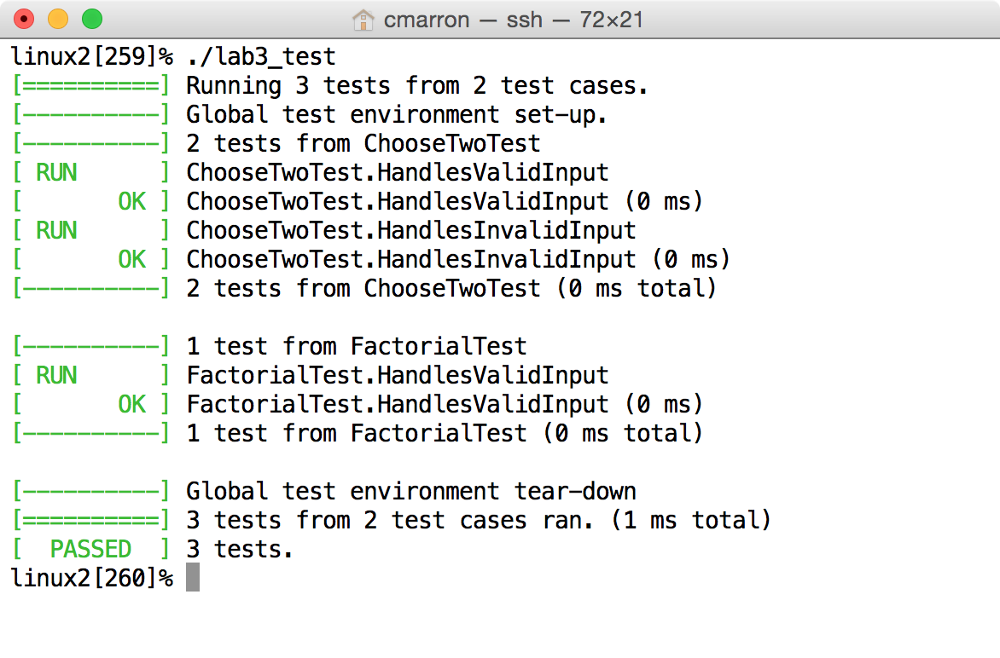 cmarron — ssh — 72×21
linux2[259]% ./lab3_test
[==========] Running 3 tests from 2 test cases.
[----------] Global test environment set-up.
[----------] 2 tests from ChooseTwoTest
[ RUN      ] ChooseTwoTest.HandlesValidInput
[       OK ] ChooseTwoTest.HandlesValidInput (0 ms)
[ RUN      ] ChooseTwoTest.HandlesInvalidInput
[       OK ] ChooseTwoTest.HandlesInvalidInput (0 ms)
[----------] 2 tests from ChooseTwoTest (0 ms total)
[----------] 1 test from FactorialTest
[ RUN      ] FactorialTest.HandlesValidInput
[       OK ] FactorialTest.HandlesValidInput (0 ms)
[----------] 1 test from FactorialTest (0 ms total)
[----------] Global test environment tear-down
[==========] 3 tests from 2 test cases ran. (1 ms total)
[  PASSED  ] 3 tests.
linux2[260]%